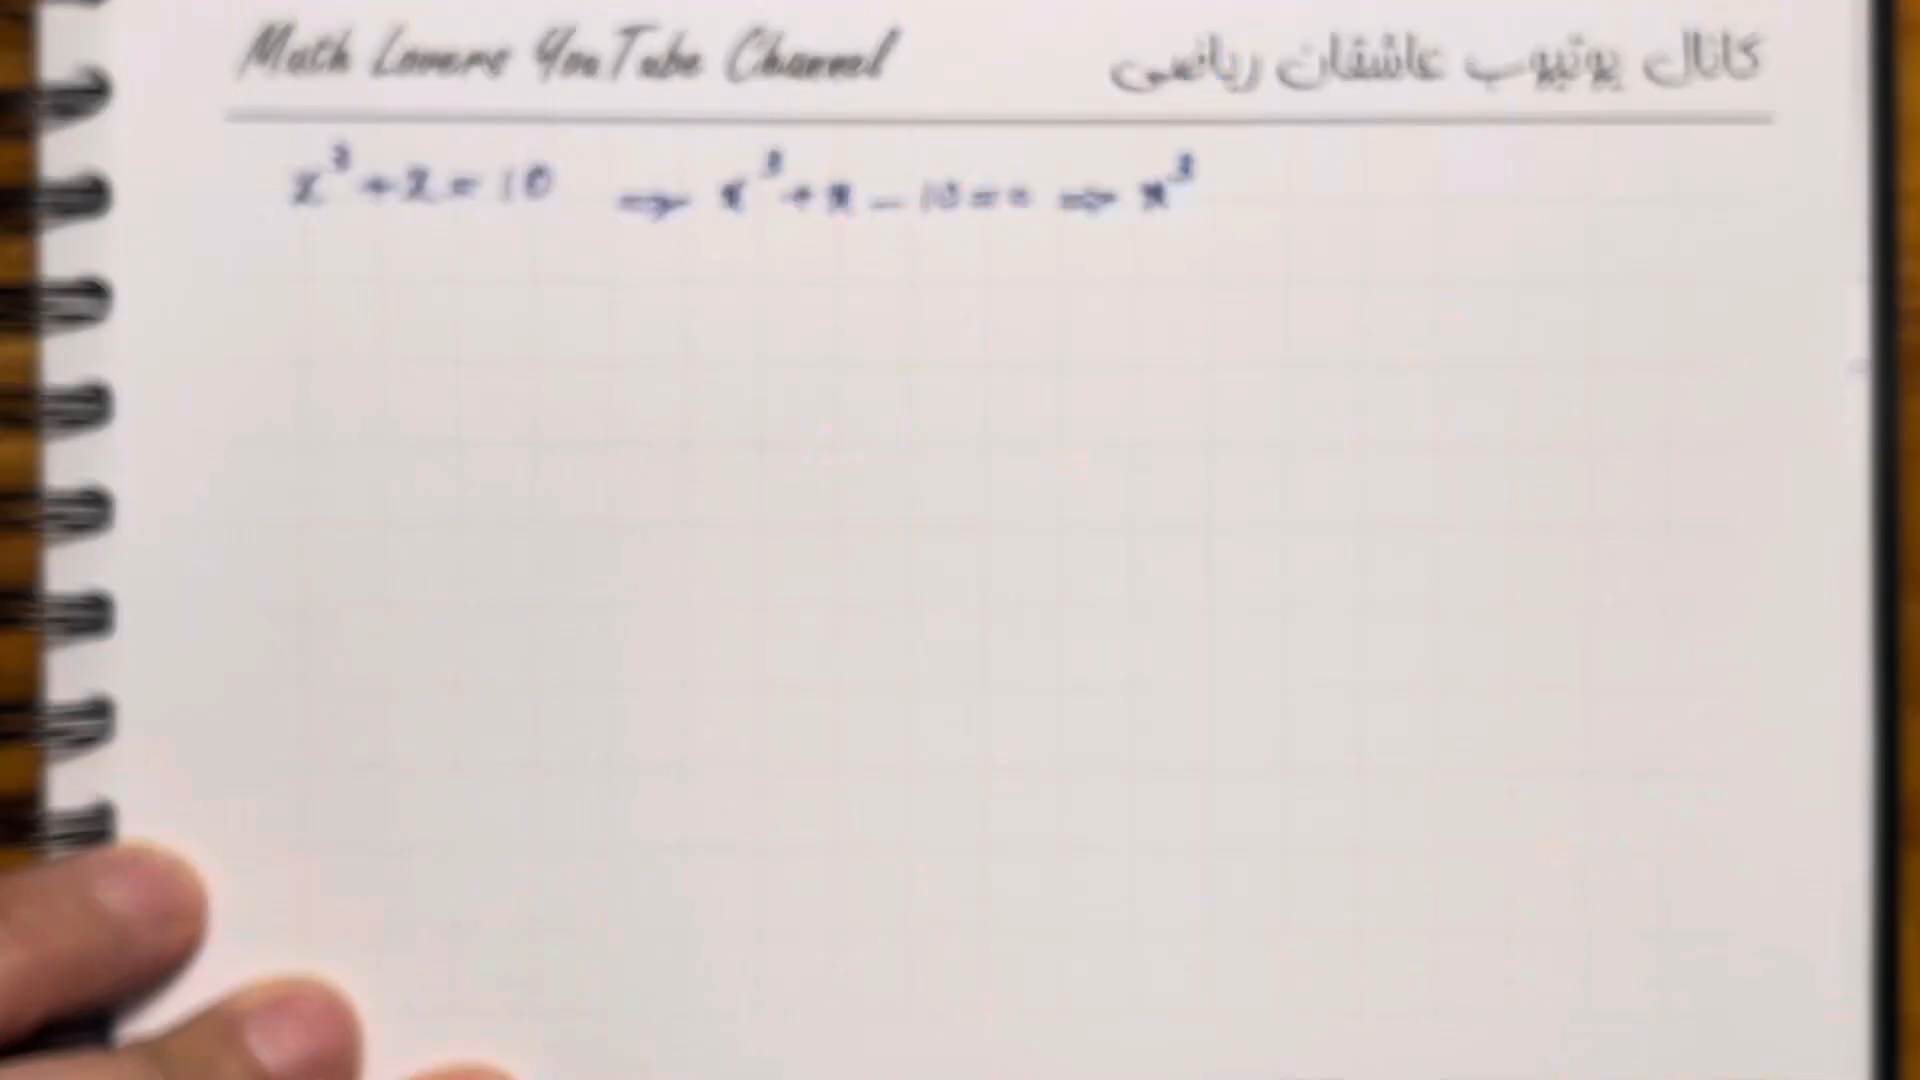 Math Lovers YouTube Channel
کانال یوتیوب عاشقان ریاضی
x³ + x = 10 ⇒ x³ + x - 10 = 0 ⇒ x³